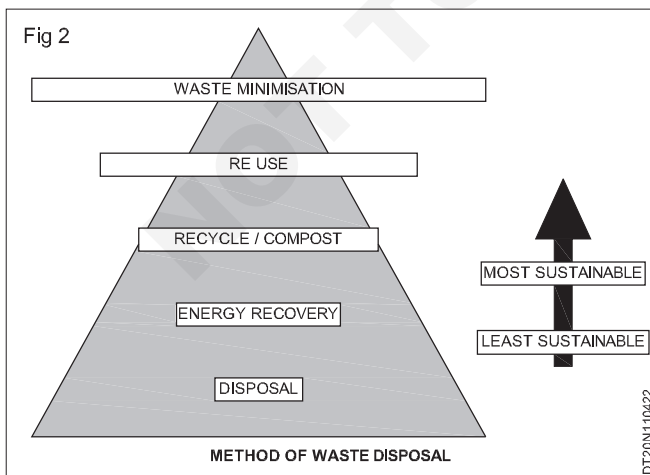 Fig 2
WASTE MINIMISATION
RE USE
RECYCLE / COMPOST
ENERGY RECOVERY
DISPOSAL
METHOD OF WASTE DISPOSAL
MOST SUSTAINABLE
LEAST SUSTAINABLE
DT20N110422